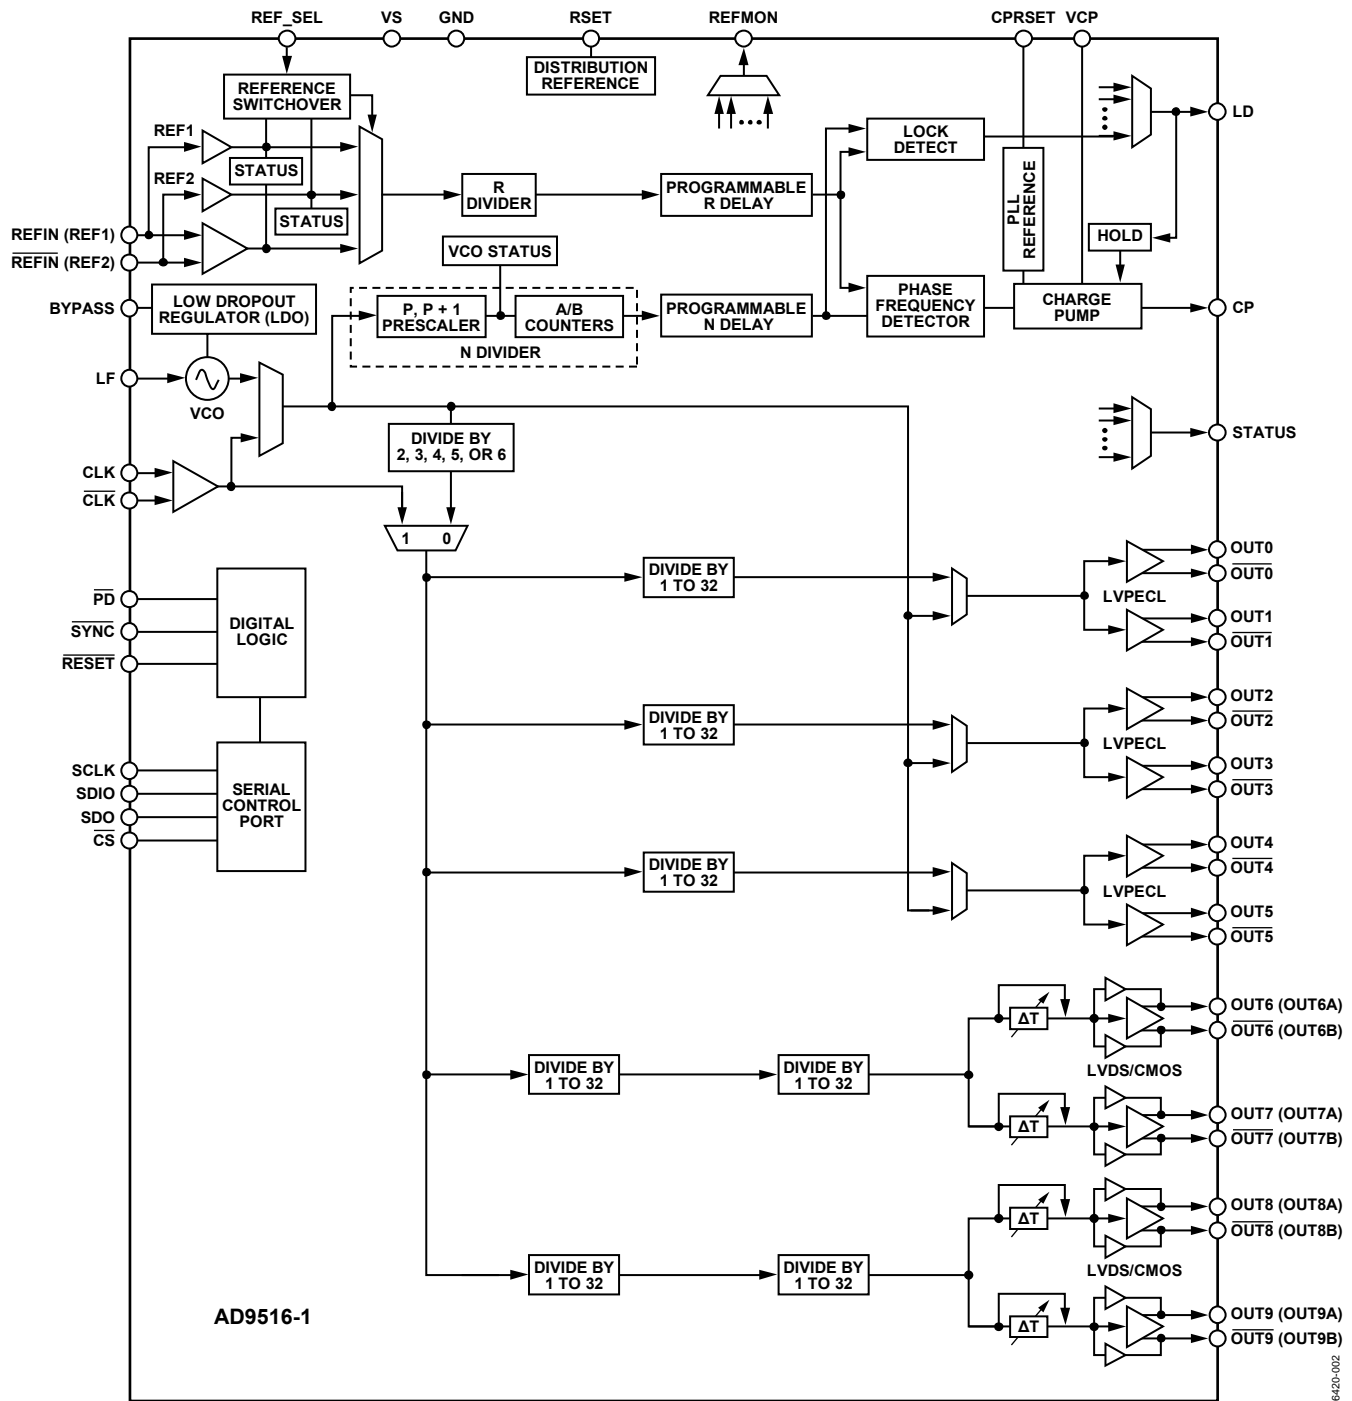 REF_SEL VS GND RSET REFMON CPRSET VCP
DISTRIBUTION
REFERENCE
REFERENCE
SWITCHOVER
REF1
STATUS
REF2
STATUS
REFIN (REF1)
REFIN (REF2)
R
DIVIDER
PROGRAMMABLE
R DELAY
LOCK
DETECT
LD
PLL
REFERENCE
HOLD
VCO STATUS
BYPASS
LOW DROPOUT
REGULATOR (LDO)
P, P + 1
PRESCALER
A/B
COUNTERS
N DIVIDER
PROGRAMMABLE
N DELAY
PHASE
FREQUENCY
DETECTOR
CHARGE
PUMP
CP
LF
VCO
STATUS
DIVIDE BY
2, 3, 4, 5, OR 6
CLK
CLK
1 0
PD
SYNC
RESET
DIGITAL
LOGIC
SCLK
SDIO
SDO
CS
SERIAL
CONTROL
PORT
DIVIDE BY
1 TO 32
LVPECL
OUT0
OUT0
OUT1
OUT1
DIVIDE BY
1 TO 32
LVPECL
OUT2
OUT2
OUT3
OUT3
DIVIDE BY
1 TO 32
LVPECL
OUT4
OUT4
OUT5
OUT5
DIVIDE BY
1 TO 32
DIVIDE BY
1 TO 32
ΔT
OUT6 (OUT6A)
OUT6 (OUT6B)
LVDS/CMOS
ΔT
OUT7 (OUT7A)
OUT7 (OUT7B)
DIVIDE BY
1 TO 32
DIVIDE BY
1 TO 32
ΔT
OUT8 (OUT8A)
OUT8 (OUT8B)
LVDS/CMOS
ΔT
OUT9 (OUT9A)
OUT9 (OUT9B)
AD9516-1
6420-002